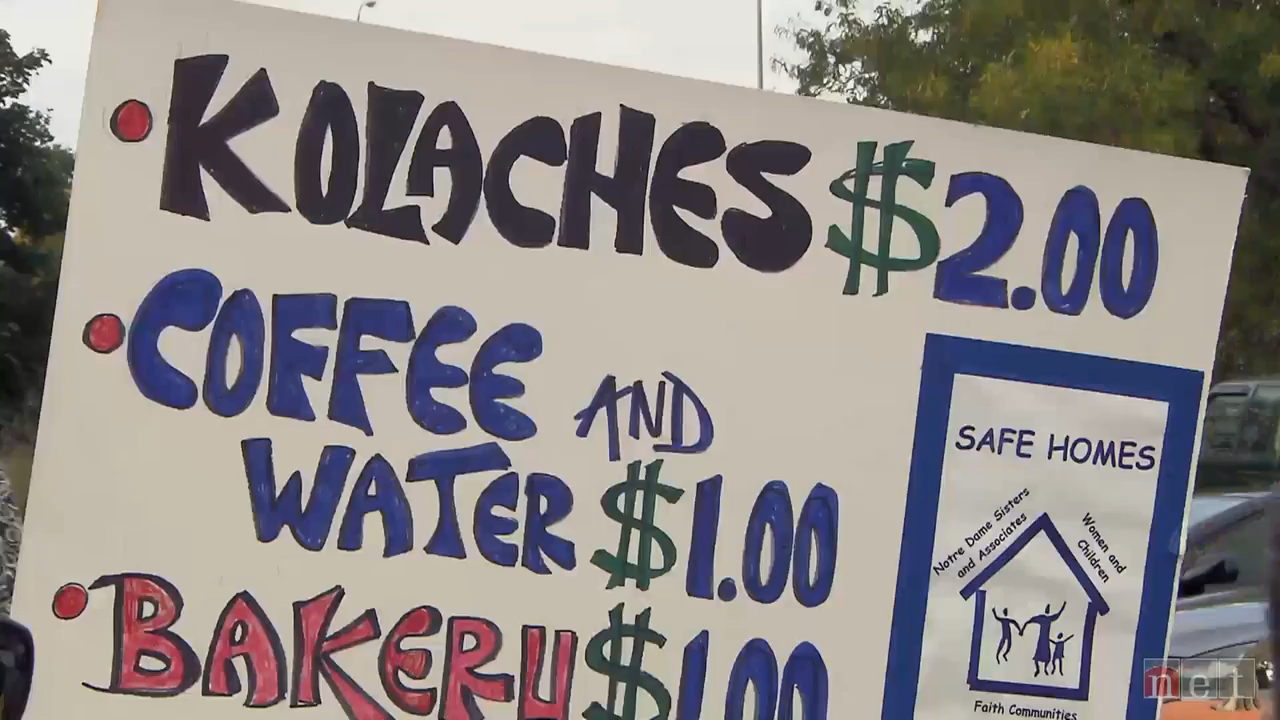 • KOLACHES $2.00
• COFFEE AND
WATER $1.00
• BAKERY $1.00
SAFE HOMES
Notre Dame Sisters
and Associates
Women and
Children
Faith Communities
net